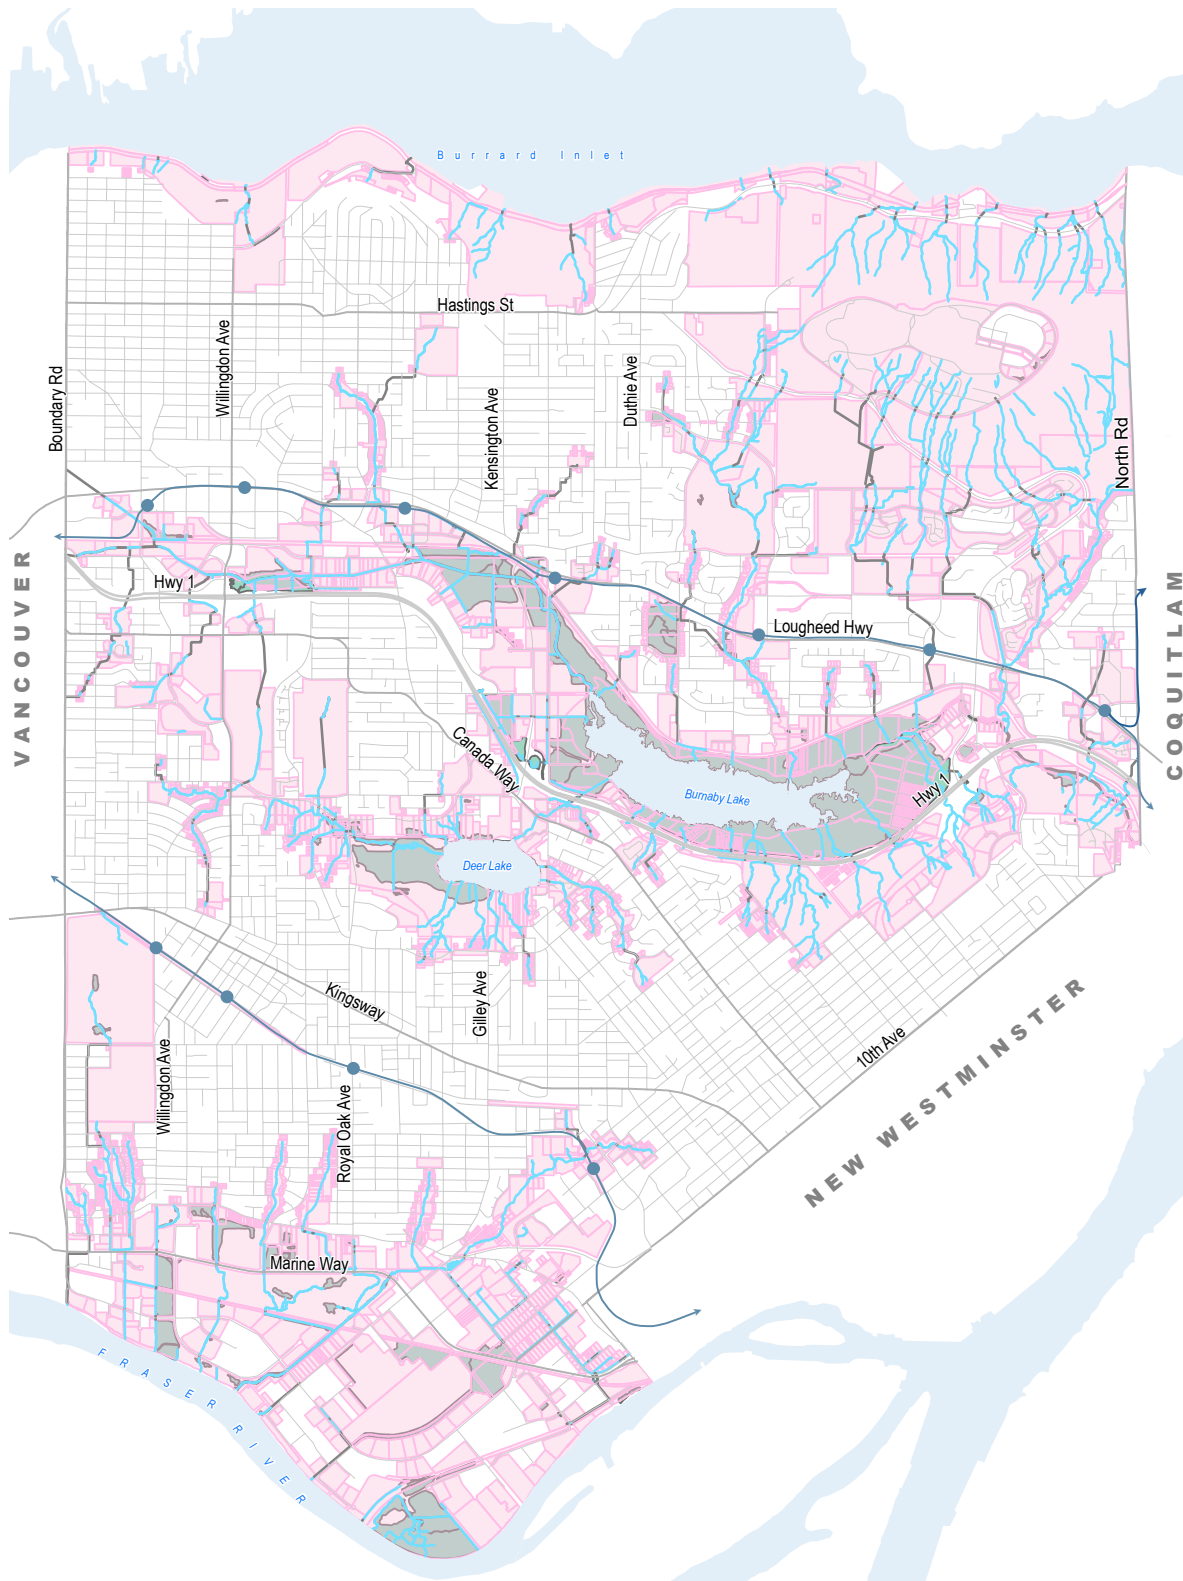 Burrard Inlet
Hastings St
Willingdon Ave
Boundary Rd
Duthie Ave
Kensington Ave
North Rd
VANCOUVER
Hwy 1
COQUITLAM
Lougheed Hwy
Canada Way
Burnaby Lake
Hwy 1
Deer Lake
Gilley Ave
Kingsway
10th Ave
NEW WESTMINSTER
Willingdon Ave
Royal Oak Ave
Marine Way
FRASER RIVER